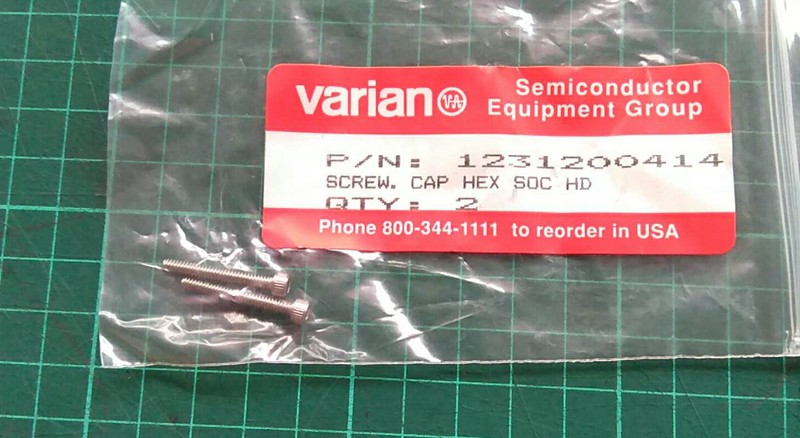 varian VA Semiconductor
Equipment Group
P/N: 1231200414
SCREW. CAP HEX SOC HD
QTY: 2
Phone 800-344-1111 to reorder in USA